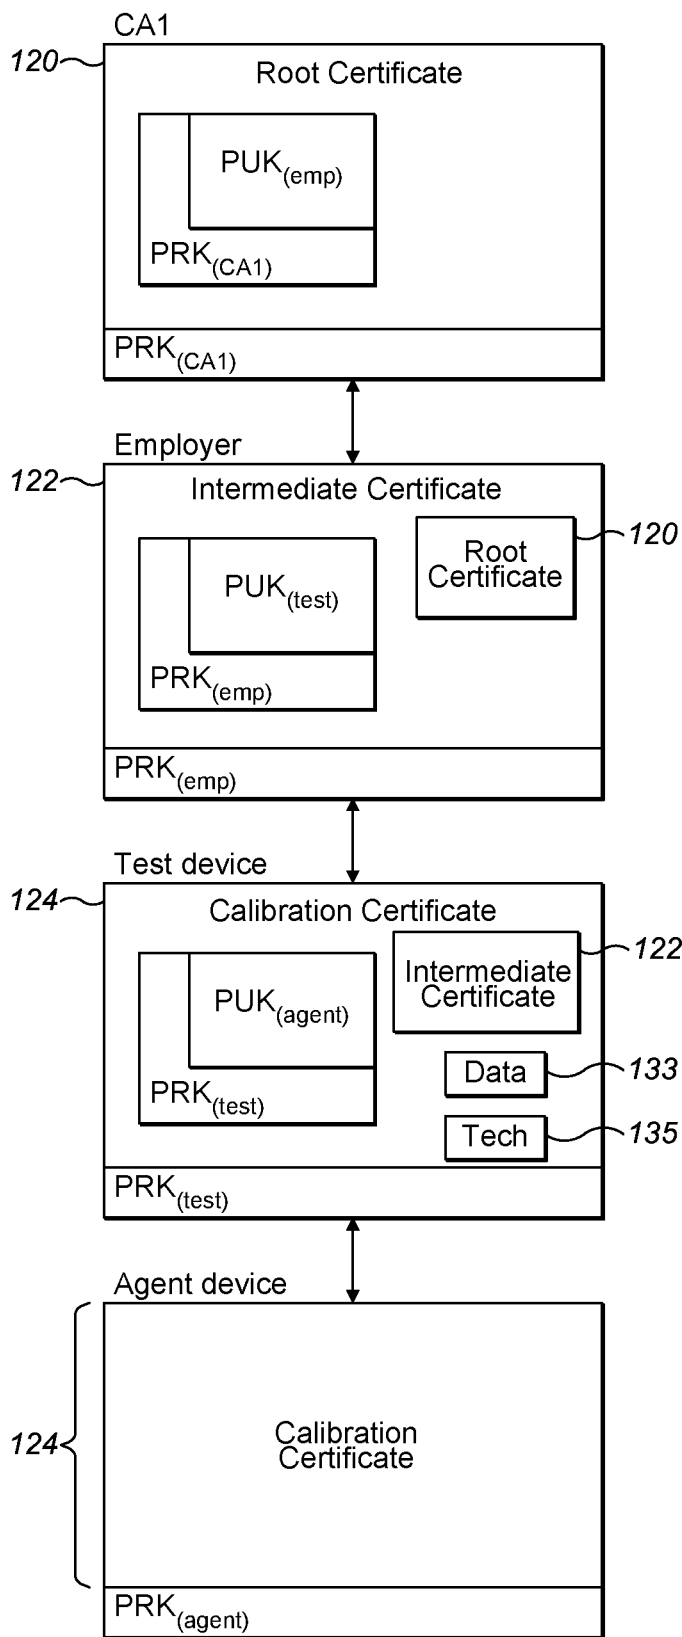 CA1
120
Root Certificate
PUK(emp)
PRK(CA1)
PRK(CA1)
Employer
122
Intermediate Certificate
120
Root
Certificate
PUK(test)
PRK(emp)
PRK(emp)
Test device
124
Calibration Certificate
122
Intermediate
Certificate
PUK(agent)
Data
133
PRK(test)
Tech
135
PRK(test)
Agent device
124
Calibration
Certificate
PRK(agent)